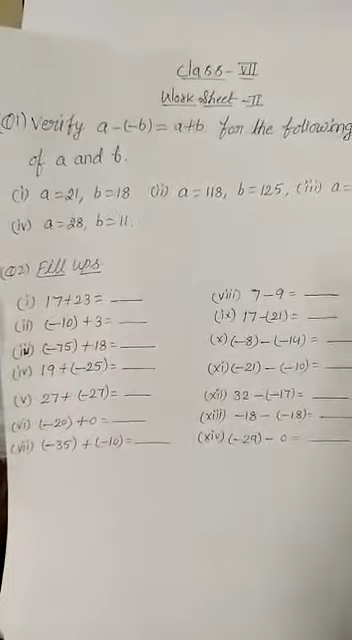 Class-VII
Work Sheet-II
(Q1) Verify a-(-b)=a+b for the following
of a and b.
(i) a=21, b=18 (ii) a=118, b=125, (iii) a=
(iv) a=28, b=11.
(Q2) Fill ups
(i) 17+23= ____
(ii) (-10)+3= ____
(iii) (-75)+18= ____
(iv) 19+(-25)= ____
(v) 27+(-27)= ____
(vi) (-20)+0= ____
(vii) (-35)+(-10)= ____
(viii) 7-9= ____
(ix) 17-(21)= ____
(x) (-8)-(-14)= ____
(xi) (-21)-(-10)= ____
(xii) 32-(-17)= ____
(xiii) -18-(-18)= ____
(xiv) (-29)-0= ____